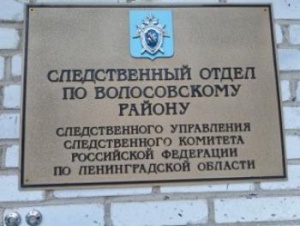 СЛЕДСТВЕННЫЙ ОТДЕЛ
ПО ВОЛОСОВСКОМУ
РАЙОНУ
СЛЕДСТВЕННОГО УПРАВЛЕНИЯ
СЛЕДСТВЕННОГО КОМИТЕТА
РОССИЙСКОЙ ФЕДЕРАЦИИ
ПО ЛЕНИНГРАДСКОЙ ОБЛАСТИ